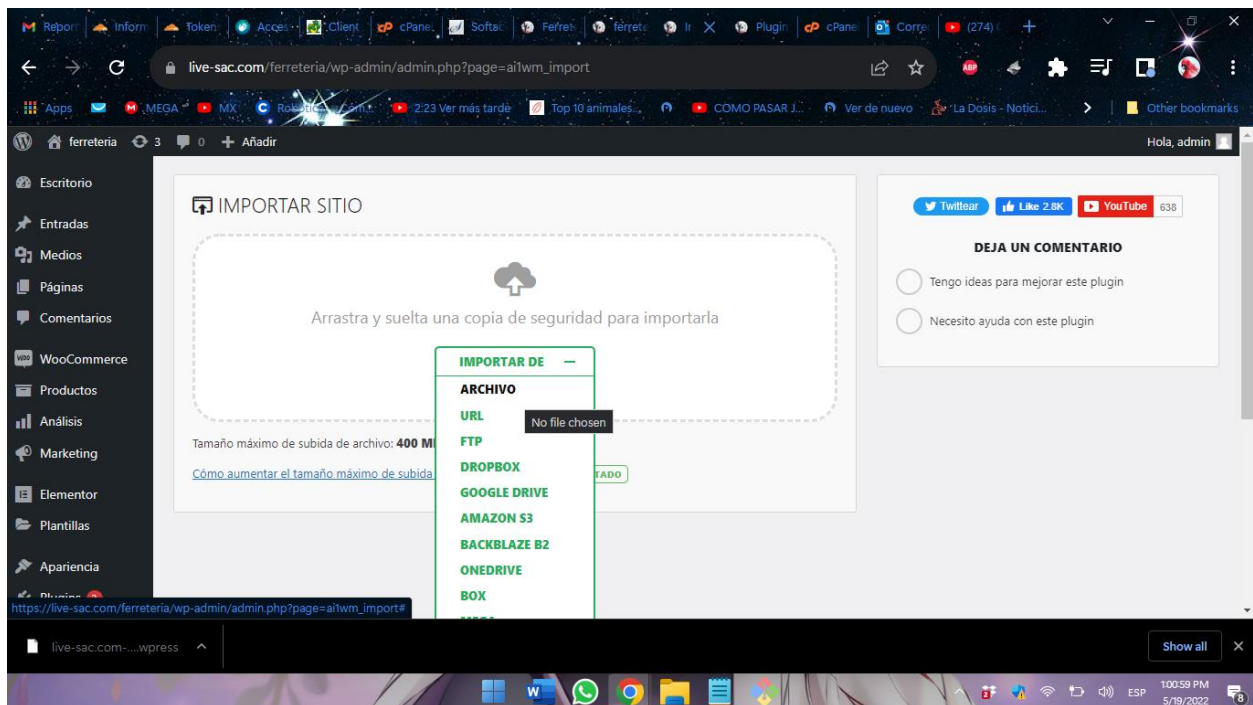 Repor
Inform
Token
Acces
Client
cPane
Softac
Ferret
ferrete
Ir
Plugin
cPane
Corre
(274)
live-sac.com/ferreteria/wp-admin/admin.php?page=ai1wm_import
Apps
MEGA
MX
2:23 Ver más tarde
Top 10 animales...
COMO PASAR J...
Ver de nuevo
La Dosis - Notici...
Other bookmarks
ferreteria 3 0 + Añadir
Hola, admin
Escritorio
Entradas
Medios
Páginas
Comentarios
WooCommerce
Productos
Análisis
Marketing
Elementor
Plantillas
Apariencia
IMPORTAR SITIO
Arrastra y suelta una copia de seguridad para importarla
IMPORTAR DE —
ARCHIVO
URL
No file chosen
FTP
DROPBOX
GOOGLE DRIVE
AMAZON S3
BACKBLAZE B2
ONEDRIVE
BOX
Tamaño máximo de subida de archivo: 400 M
Cómo aumentar el tamaño máximo de subida
TADO
Twittear
Like 2.8K
YouTube 638
DEJA UN COMENTARIO
Tengo ideas para mejorar este plugin
Necesito ayuda con este plugin
https://live-sac.com/ferreteria/wp-admin/admin.php?page=ai1wm_import#
live-sac.com-....wpress
Show all
ESP
1:00:59 PM
5/19/2022
8